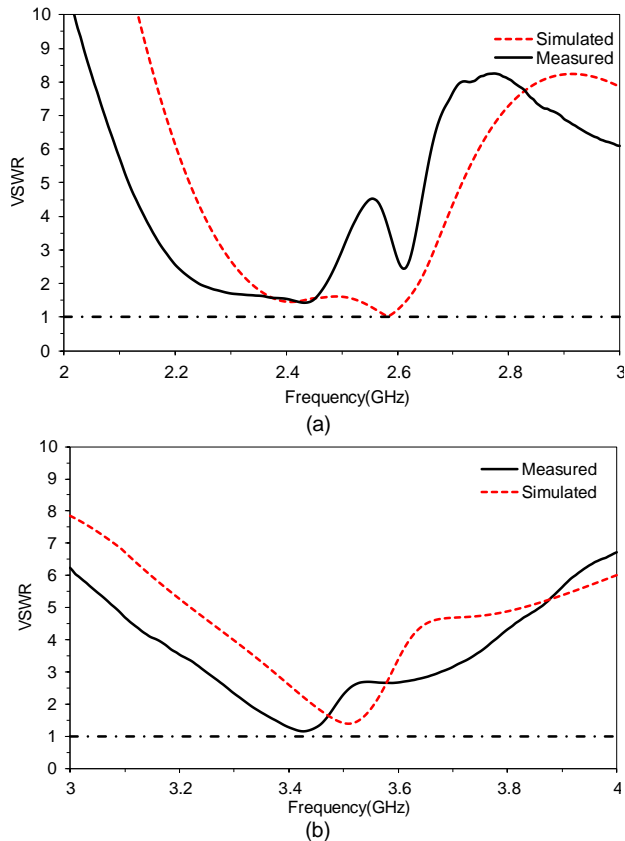 10
9
8
7
6
5
4
3
2
1
0
VSWR
Simulated
Measured
2 2.2 2.4 2.6 2.8 3
Frequency(GHz)
(a)
10
9
8
7
6
5
4
3
2
1
0
VSWR
Measured
Simulated
3 3.2 3.4 3.6 3.8 4
Frequency(GHz)
(b)